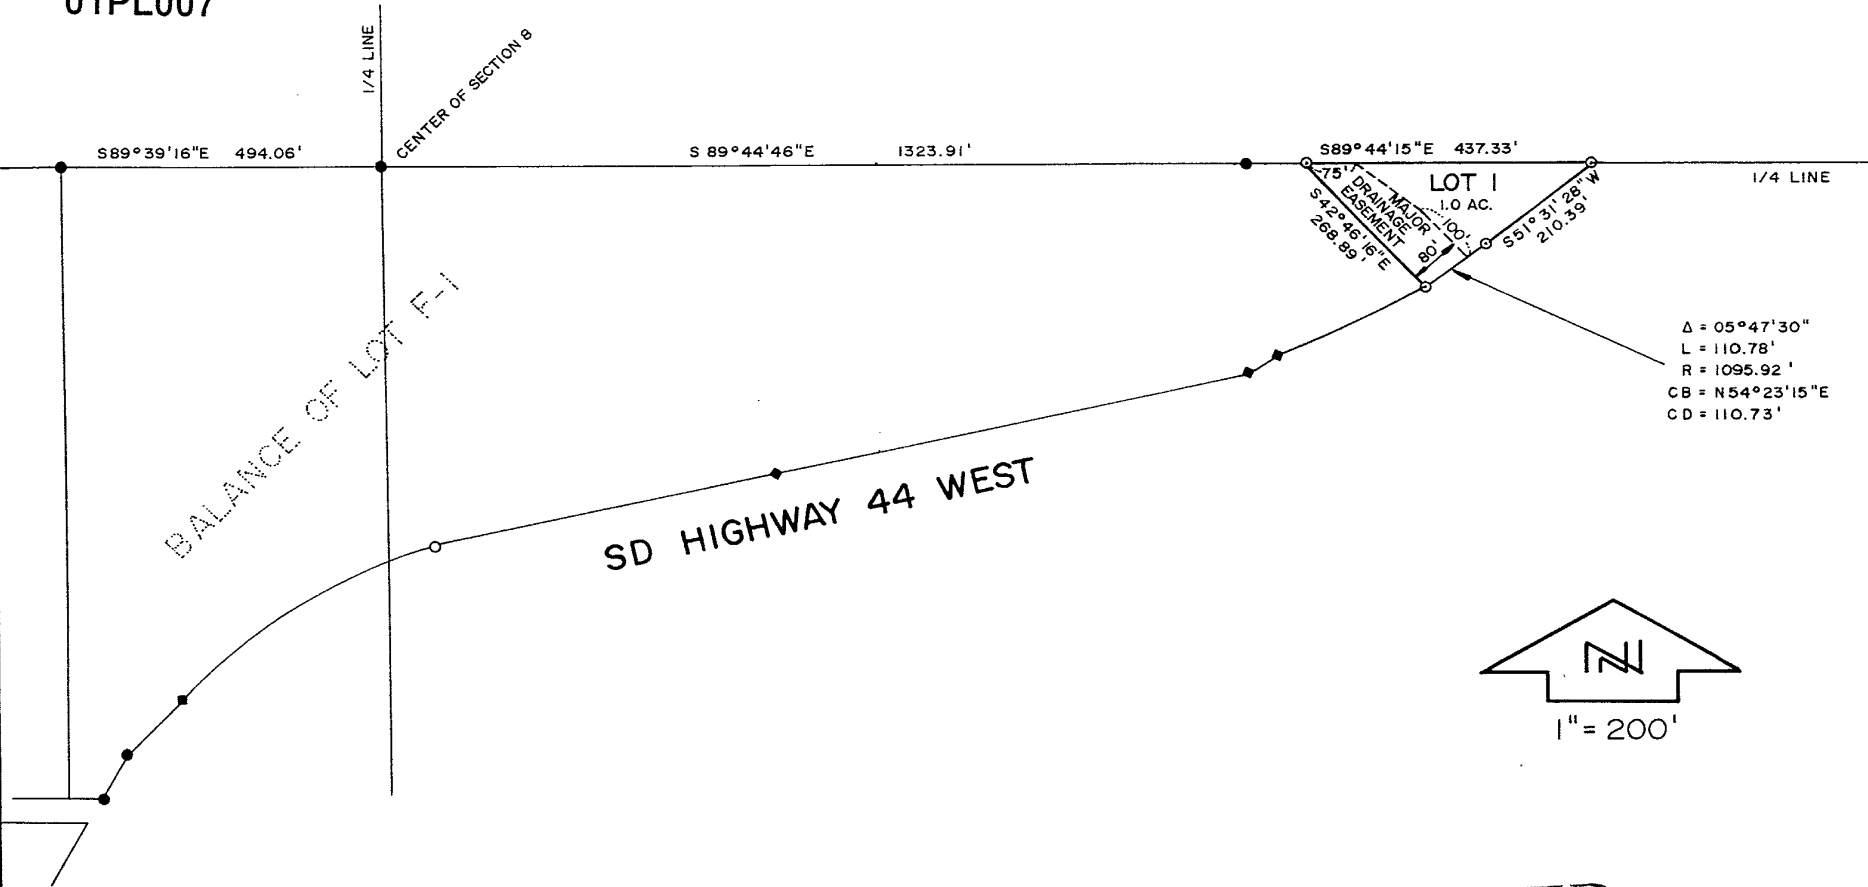 01PL007
1/4 LINE
CENTER OF SECTION 8
S89°39'16"E 494.06'
S 89°44'46"E 1323.91'
S89°44'15"E 437.33'
1/4 LINE
75'
LOT 1
1.0 AC.
MAJOR
DRAINAGE
EASEMENT
100'
80'
S42°46'16"E
268.89'
S51°31'28"W
210.39'
Δ = 05°47'30"
L = 110.78'
R = 1095.92'
CB = N54°23'15"E
CD = 110.73'
BALANCE OF LOT F-1
SD HIGHWAY 44 WEST
N
1"= 200'